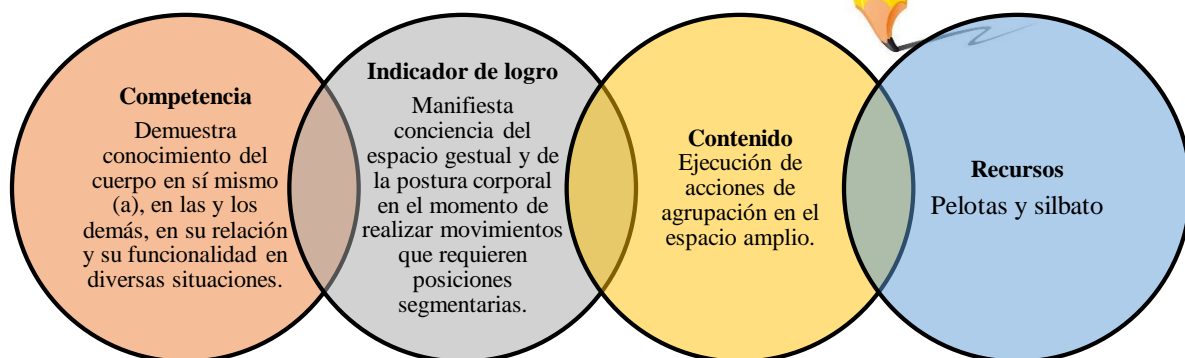 Competencia
Demuestra
conocimiento del
cuerpo en sí mismo
(a), en las y los
demás, en su relación
y su funcionalidad en
diversas situaciones.
Indicador de logro
Manifiesta
conciencia del
espacio gestual y de
la postura corporal
en el momento de
realizar movimientos
que requieren
posiciones
segmentarias.
Contenido
Ejecución de
acciones de
agrupación en el
espacio amplio.
Recursos
Pelotas y silbato